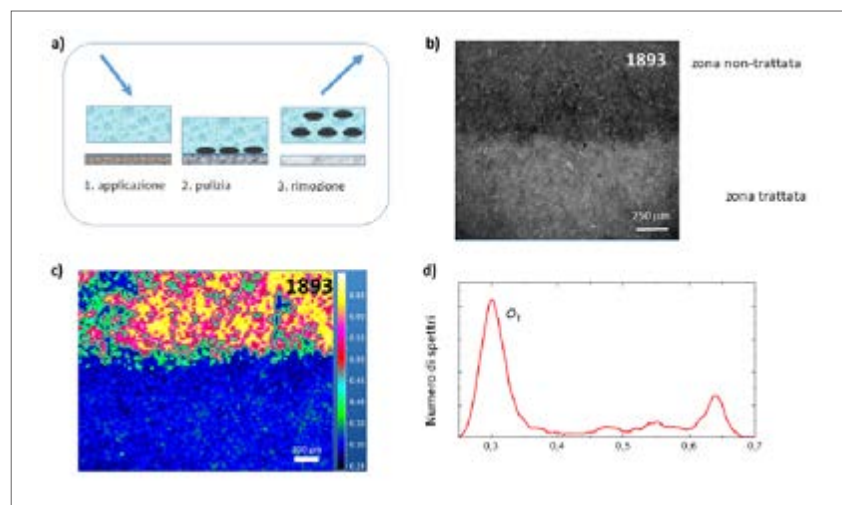 a)
1. applicazione
2. pulizia
3. rimozione
b)
1893
zona non-trattata
zona trattata
250 μm
c)
1893
d)
O₁
Numero di spettri
0,3
0,4
0,5
0,6
0,7